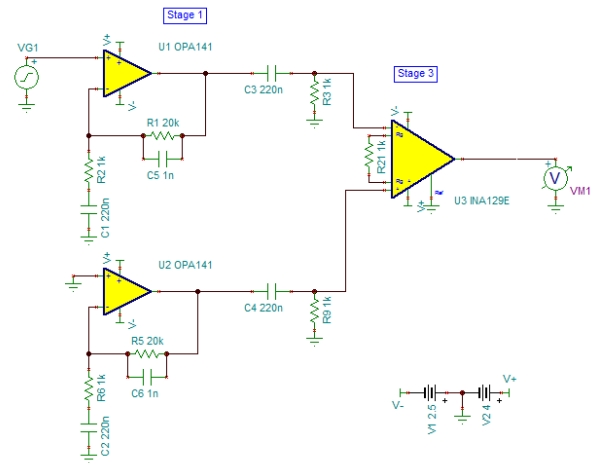 Stage 1
V+
U1 OPA141
VG1
+
+
-
V-
C3 220n
R3 1k
Stage 3
R1 20k
C5 1n
R2 1k
C1 220n
V-
R21 1k
V+
U3 INA129E
+
V
VM1
V+
U2 OPA141
+
-
V-
C4 220n
R9 1k
R5 20k
C6 1n
R6 1k
C2 220n
V-
V1 2.5
+
V2 4
+
V+